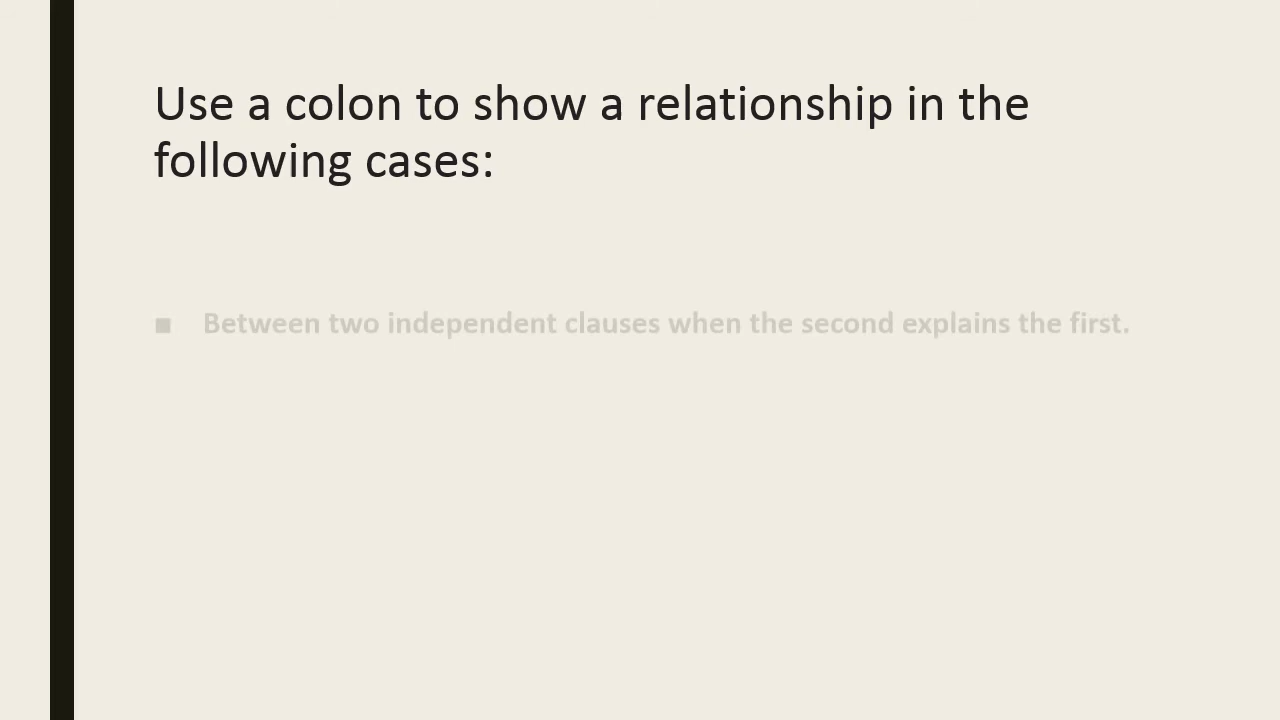 Use a colon to show a relationship in the
following cases:
▪ Between two independent clauses when the second explains the first.